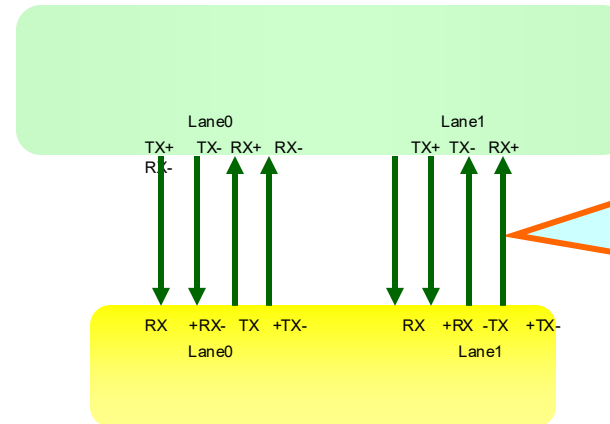 Lane0 Lane1
TX+ TX- RX+ RX- TX+ TX- RX+
RX-
RX +RX- TX +TX- RX +RX -TX +TX-
Lane0 Lane1